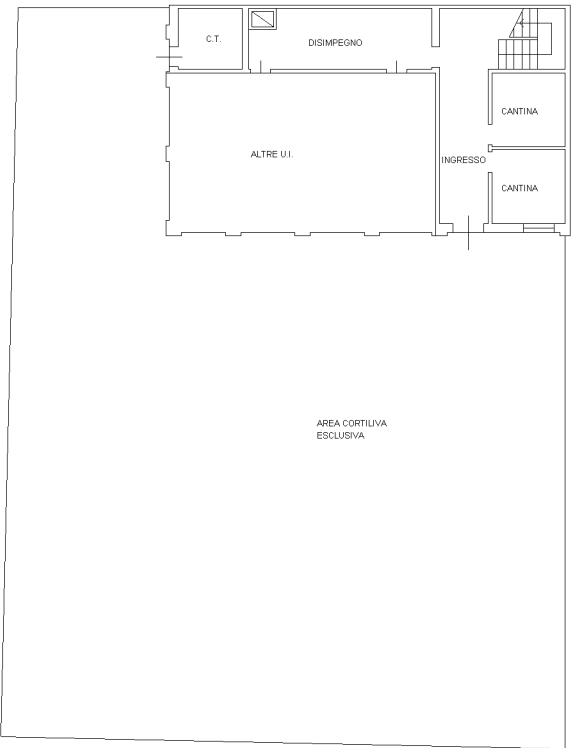 C.T.
DISIMPEGNO
CANTINA
ALTRE U.I.
INGRESSO
CANTINA
AREA CORTILIVA
ESCLUSIVA